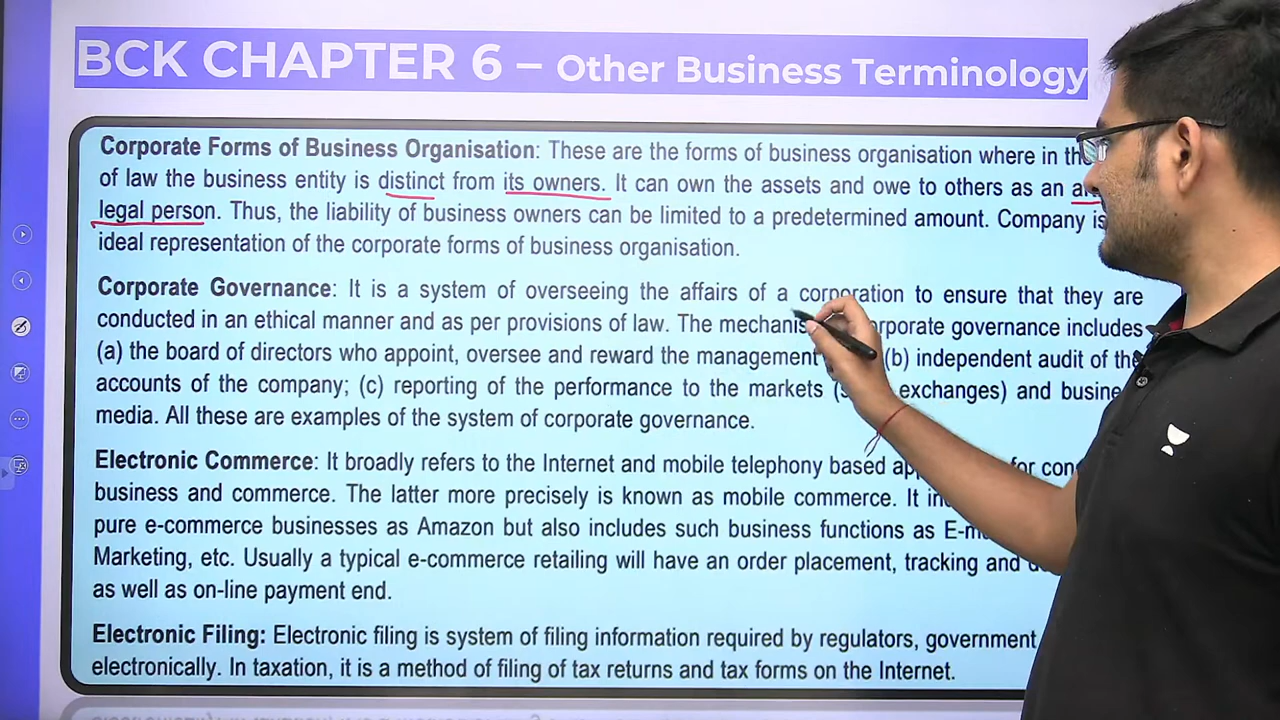 BCK CHAPTER 6 – Other Business Terminology
Corporate Forms of Business Organisation: These are the forms of business organisation where in
of law the business entity is distinct from its owners. It can own the assets and owe to others as an
legal person. Thus, the liability of business owners can be limited to a predetermined amount. Company is
ideal representation of the corporate forms of business organisation.
Corporate Governance: It is a system of overseeing the affairs of a corporation to ensure that they are
conducted in an ethical manner and as per provisions of law. The governance includes
(a) the board of directors who appoint, oversee and reward the management (b) independent audit of the
accounts of the company; (c) reporting of the performance to the markets exchanges) and
media. All these are examples of the system of corporate governance.
Electronic Commerce: It broadly refers to the Internet and mobile telephony based for
business and commerce. The latter more precisely is known as mobile commerce. It
pure e-commerce businesses as Amazon but also includes such business functions as
Marketing, etc. Usually a typical e-commerce retailing will have an order placement, tracking and
as well as on-line payment end.
Electronic Filing: Electronic filing is system of filing information required by regulators, government
electronically. In taxation, it is a method of filing of tax returns and tax forms on the Internet.